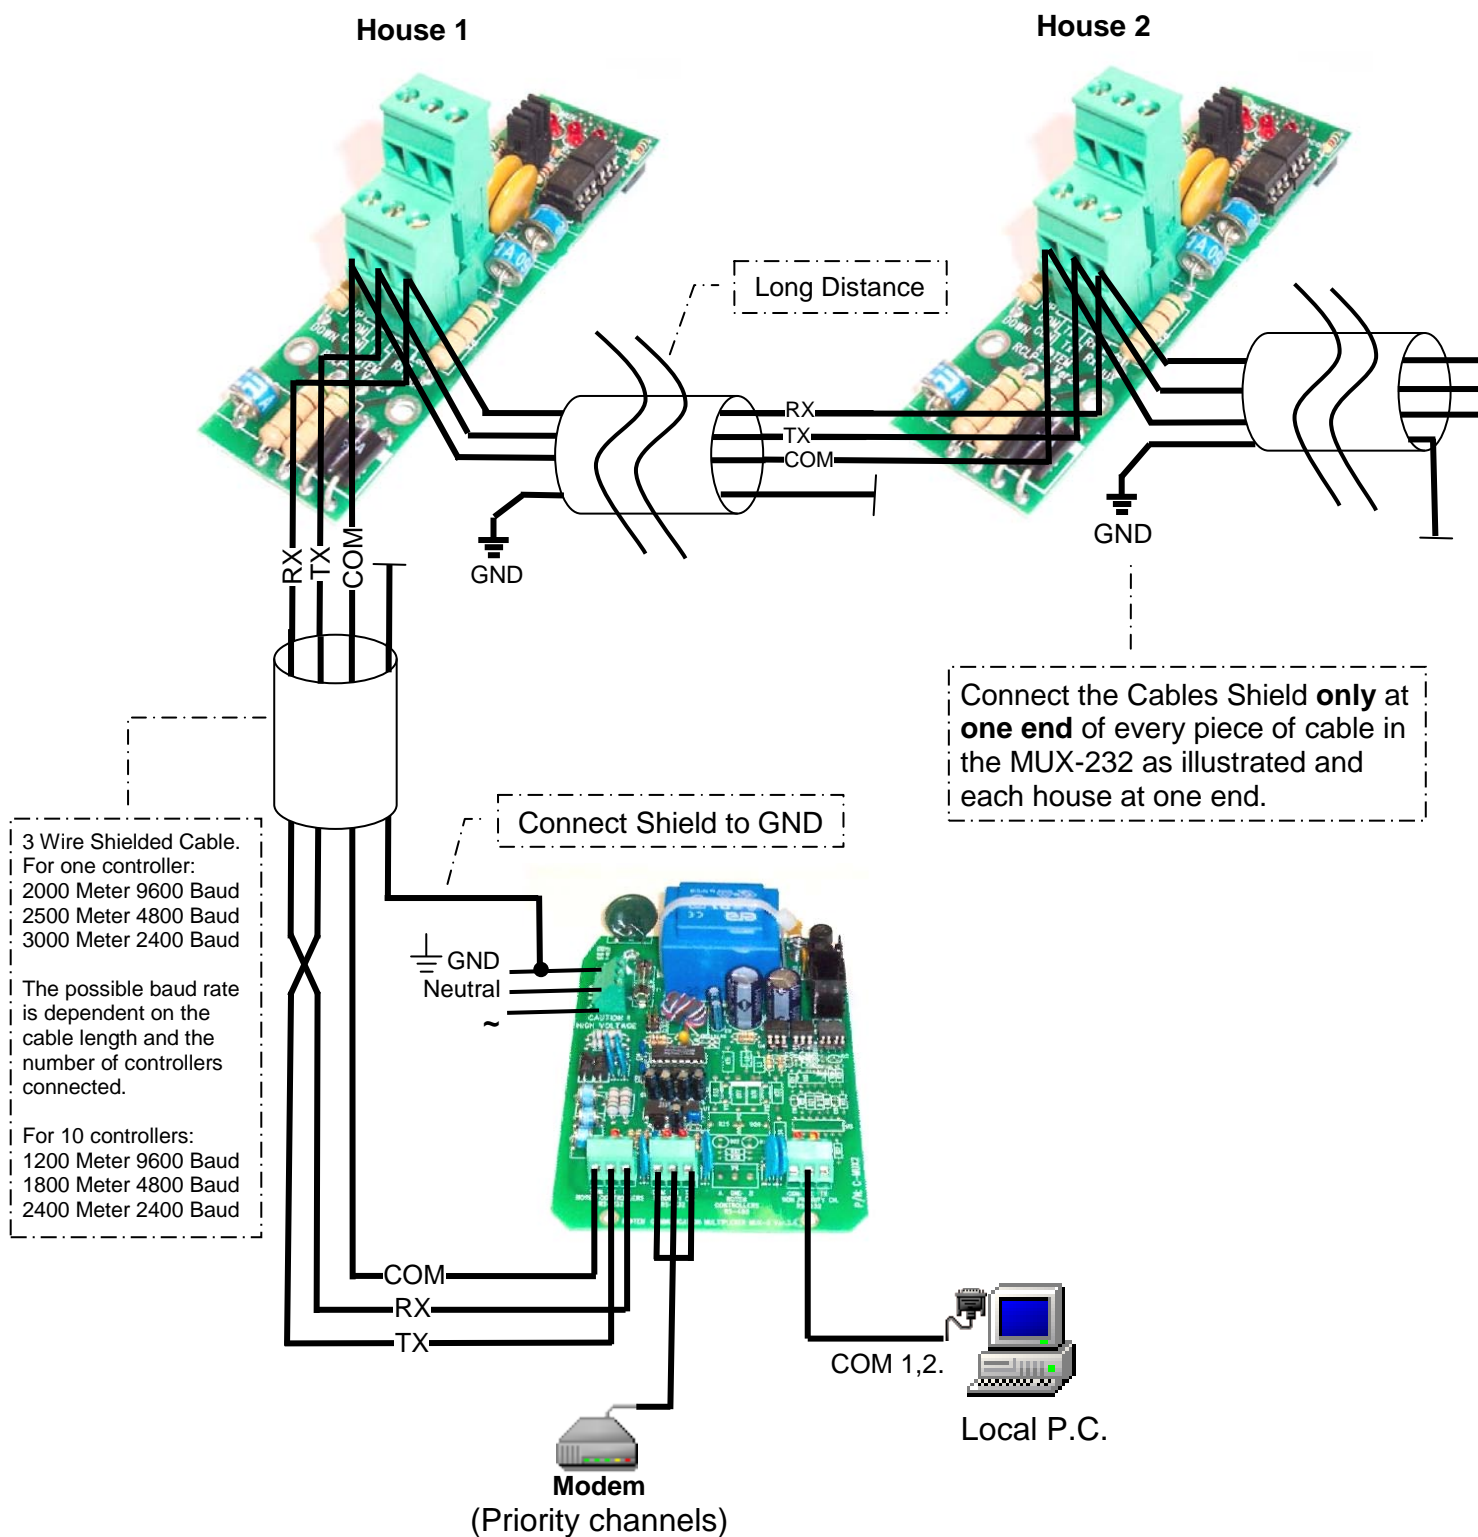 House 1
House 2
Long Distance
RX
TX
COM
GND
GND
RX
TX
COM
Connect the Cables Shield only at
one end of every piece of cable in
the MUX-232 as illustrated and
each house at one end.
Connect Shield to GND
3 Wire Shielded Cable.
For one controller:
2000 Meter 9600 Baud
2500 Meter 4800 Baud
3000 Meter 2400 Baud
The possible baud rate
is dependent on the
cable length and the
number of controllers
connected.
For 10 controllers:
1200 Meter 9600 Baud
1800 Meter 4800 Baud
2400 Meter 2400 Baud
GND
Neutral
~
CAUTION !
HIGH VOLTAGE
P/N: C-MUX2
COM
RX
TX
COM 1,2.
Local P.C.
Modem
(Priority channels)